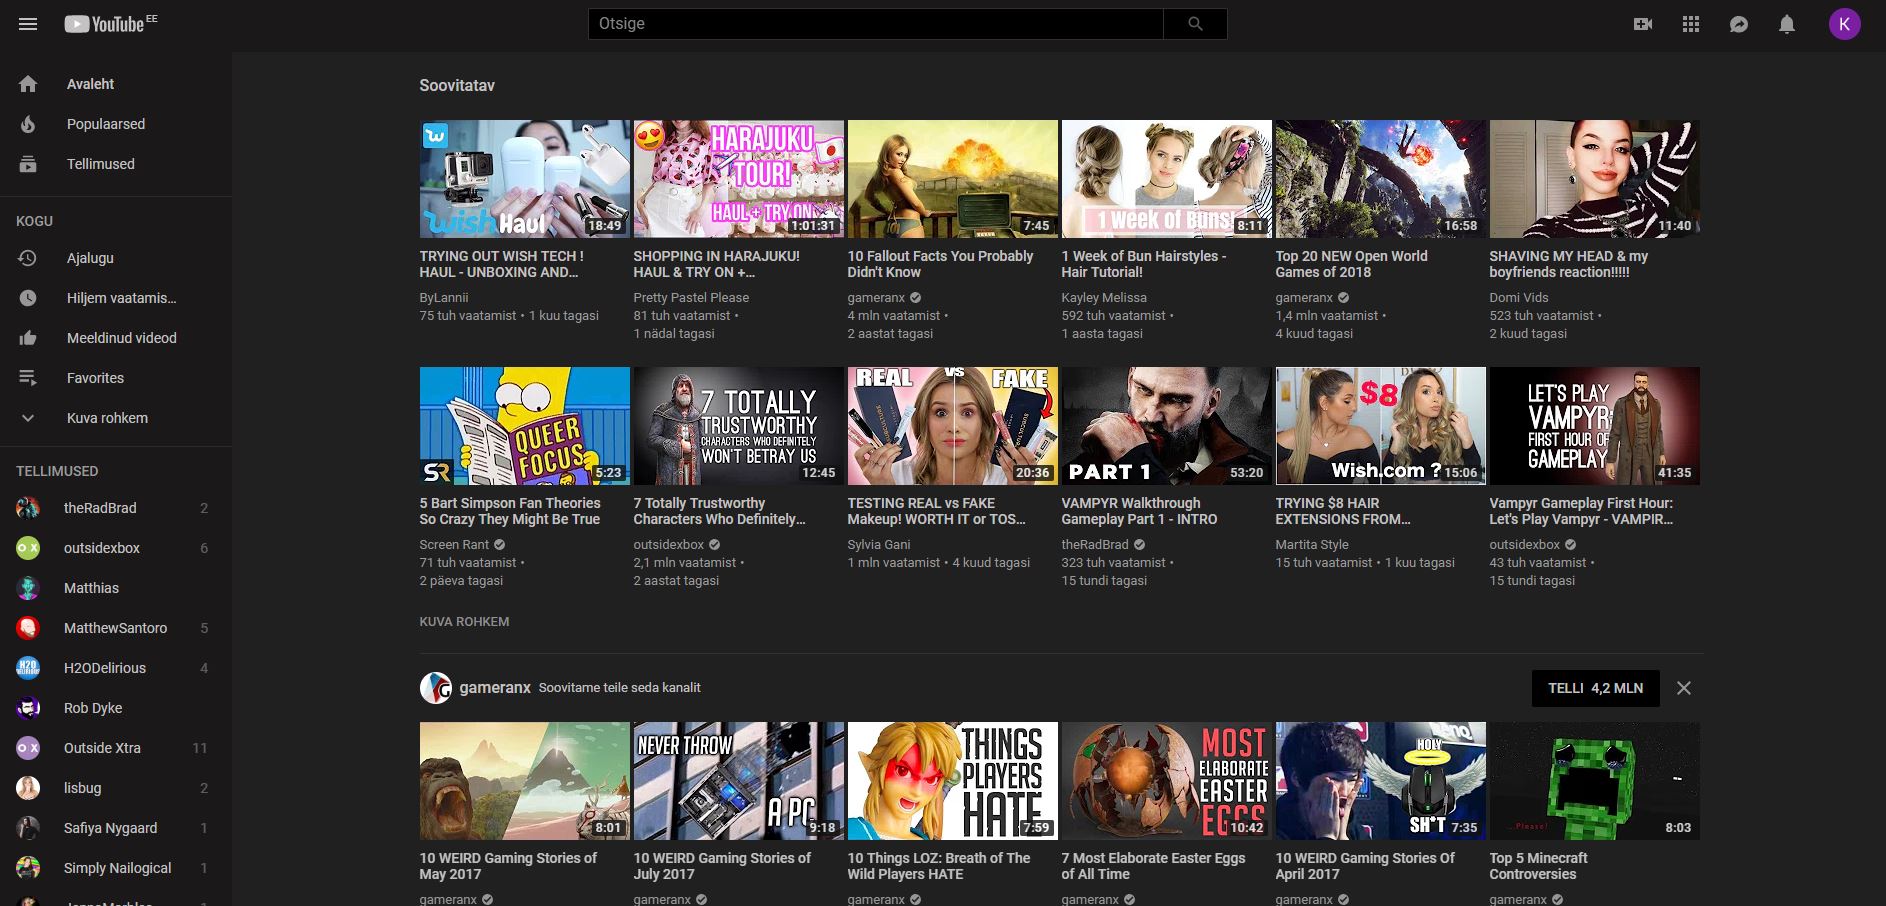 YouTube EE
Otsige
K
Avaleht
Populaarsed
Tellimused
KOGU
Ajalugu
Hiljem vaatamis...
Meeldinud videod
Favorites
Kuva rohkem
TELLIMUSED
theRadBrad 2
outsidexbox 6
Matthias
MatthewSantoro 5
H2ODelirious 4
Rob Dyke
Outside Xtra 11
lisbug 2
Safiya Nygaard 1
Simply Nailogical 1
Soovitatav
wish Haul
18:49
HARAJUKU
TOUR!
HAUL + TRY ON
1:01:31
7:45
1 Week of Buns!
8:11
16:58
11:40
TRYING OUT WISH TECH !
HAUL - UNBOXING AND...
ByLannii
75 tuh vaatamist • 1 kuu tagasi
SHOPPING IN HARAJUKU!
HAUL & TRY ON +...
Pretty Pastel Please
81 tuh vaatamist •
1 nädal tagasi
10 Fallout Facts You Probably
Didn't Know
gameranx
4 mln vaatamist •
2 aastat tagasi
1 Week of Bun Hairstyles -
Hair Tutorial!
Kayley Melissa
592 tuh vaatamist •
1 aasta tagasi
Top 20 NEW Open World
Games of 2018
gameranx
1,4 mln vaatamist •
4 kuud tagasi
SHAVING MY HEAD & my
boyfriends reaction!!!!!
Domi Vids
523 tuh vaatamist •
2 kuud tagasi
QUEER
FOCUS
SR
5:23
7 TOTALLY
TRUSTWORTHY
CHARACTERS WHO DEFINITELY
WON'T BETRAY US
12:45
REAL VS FAKE
20:36
PART 1
53:20
$8
Wish.com ?
15:06
LET'S PLAY
VAMPYR:
FIRST HOUR OF
GAMEPLAY
41:35
5 Bart Simpson Fan Theories
So Crazy They Might Be True
Screen Rant
71 tuh vaatamist •
2 päeva tagasi
7 Totally Trustworthy
Characters Who Definitely...
outsidexbox
2,1 mln vaatamist •
2 aastat tagasi
TESTING REAL vs FAKE
Makeup! WORTH IT or TOS...
Sylvia Gani
1 mln vaatamist • 4 kuud tagasi
VAMPYR Walkthrough
Gameplay Part 1 - INTRO
theRadBrad
323 tuh vaatamist •
15 tundi tagasi
TRYING $8 HAIR
EXTENSIONS FROM...
Martita Style
15 tuh vaatamist • 1 kuu tagasi
Vampyr Gameplay First Hour:
Let's Play Vampyr - VAMPIR...
outsidexbox
43 tuh vaatamist •
15 tundi tagasi
KUVA ROHKEM
gameranx Soovitame teile seda kanalit
TELLI 4,2 MLN
8:01
NEVER THROW
A PC
9:18
THINGS
PLAYERS
HATE
7:59
MOST
ELABORATE
EASTER
EGGS
10:42
HOLY
SH*T
7:35
...Please!
8:03
10 WEIRD Gaming Stories of
May 2017
gameranx
10 WEIRD Gaming Stories of
July 2017
gameranx
10 Things LOZ: Breath of The
Wild Players HATE
gameranx
7 Most Elaborate Easter Eggs
of All Time
gameranx
10 WEIRD Gaming Stories Of
April 2017
gameranx
Top 5 Minecraft
Controversies
gameranx